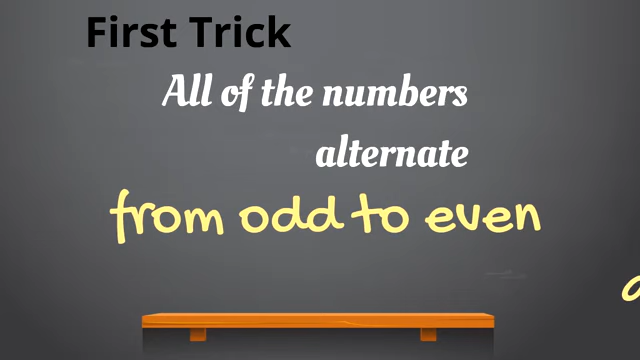 First Trick
All of the numbers
alternate
from odd to even